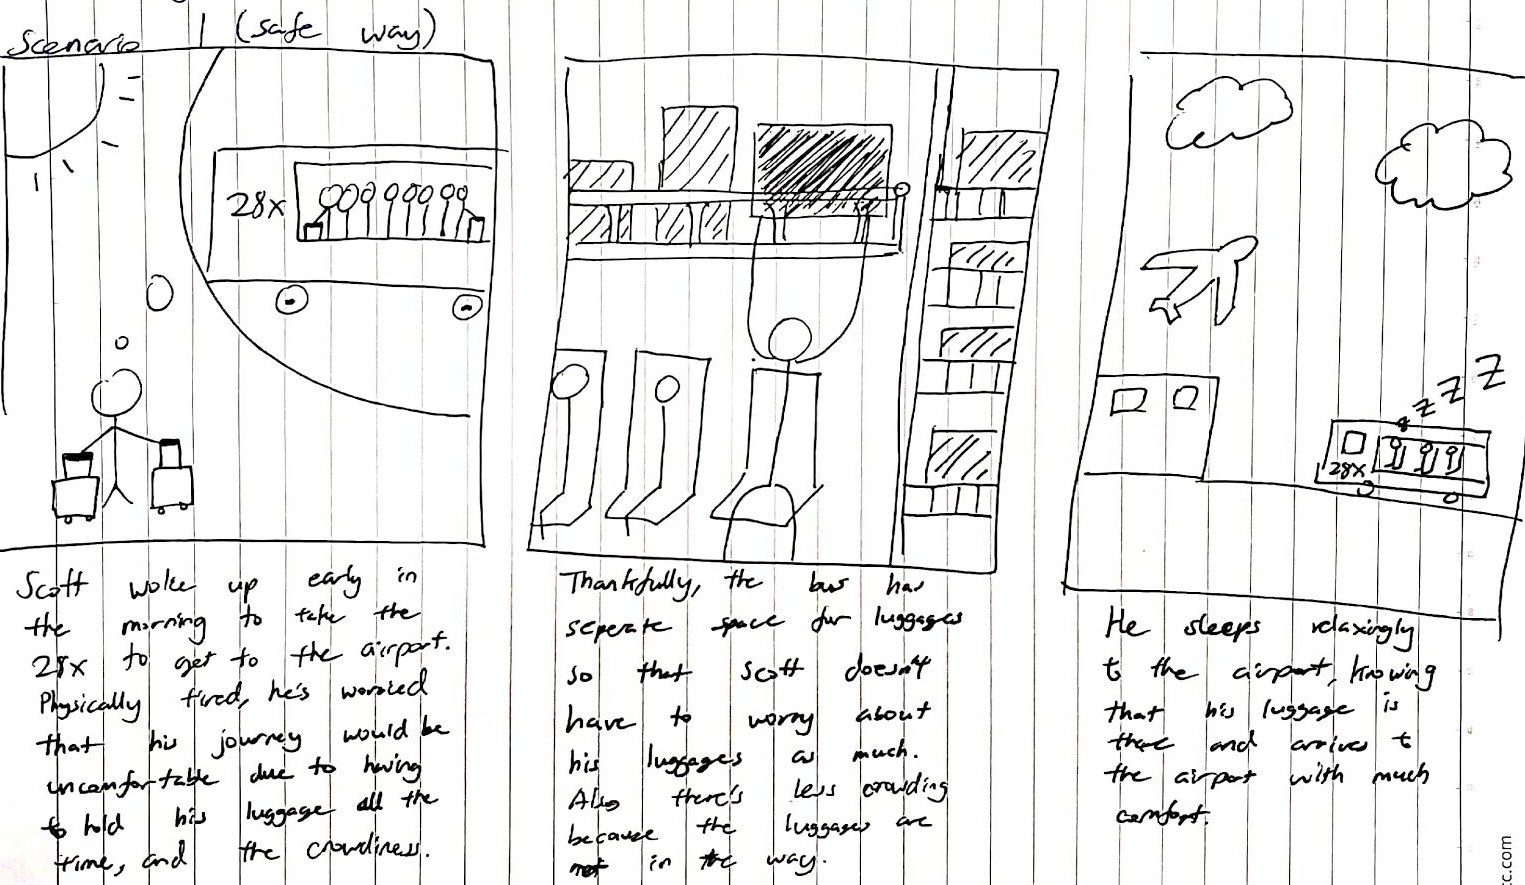 Scenario 1 (safe way)
28x
Scott woke up early in
the morning to take the
28x to get to the airport.
Physically tired, he's worried
that his journey would be
uncomfortable due to having
to hold his luggage all the
time, and the crowdiness.
Thankfully, the bus has
seperate space for luggages
so that Scott doesn't
have to worry about
his luggages as much.
Also there's less crowding
because the luggages are
not in the way.
z z z Z
28x
He sleeps relaxingly
to the airport, knowing
that his luggage is
there and arrives to
the airport with much
comfort.
cc.com